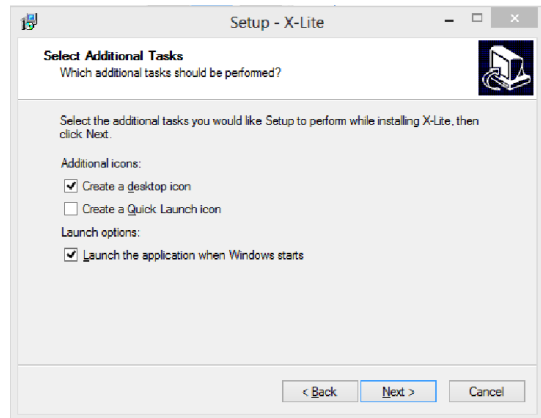 Setup - X-Lite
Select Additional Tasks
Which additional tasks should be performed?
Select the additional tasks you would like Setup to perform while installing X-Lite, then
click Next.
Additional icons:
Create a desktop icon
Create a Quick Launch icon
Launch options:
Launch the application when Windows starts
< Back Next > Cancel